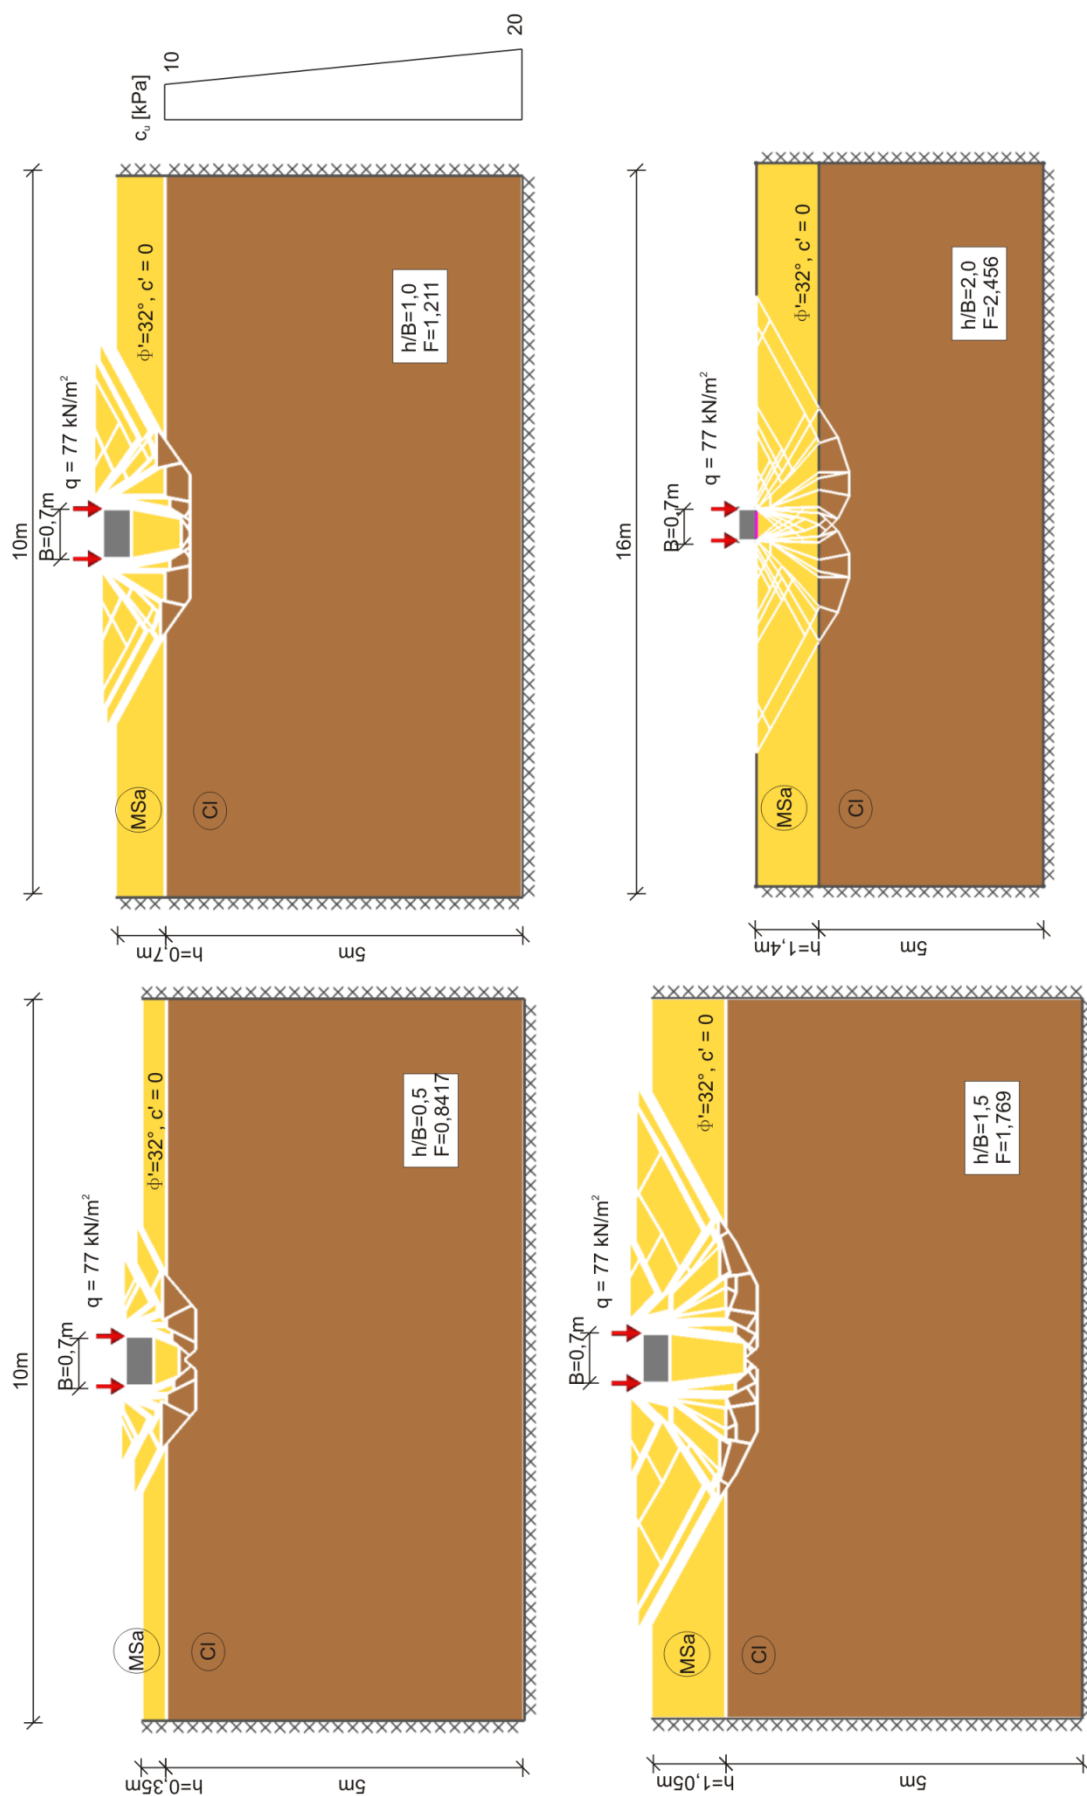 10m
B=0,7m
q = 77 kN/m²
Φ'=32°, c' = 0
MSa
Cl
h=0,35m
5m
h/B=0,5
F=0,8417
10m
B=0,7m
q = 77 kN/m²
Φ'=32°, c' = 0
MSa
Cl
h=0,7m
5m
h/B=1,0
F=1,211
cᵤ [kPa]
10
20
B=0,7m
q = 77 kN/m²
Φ'=32°, c' = 0
MSa
Cl
h=1,05m
5m
h/B=1,5
F=1,769
16m
B=0,7m
q = 77 kN/m²
Φ'=32°, c' = 0
MSa
Cl
h=1,4m
5m
h/B=2,0
F=2,456